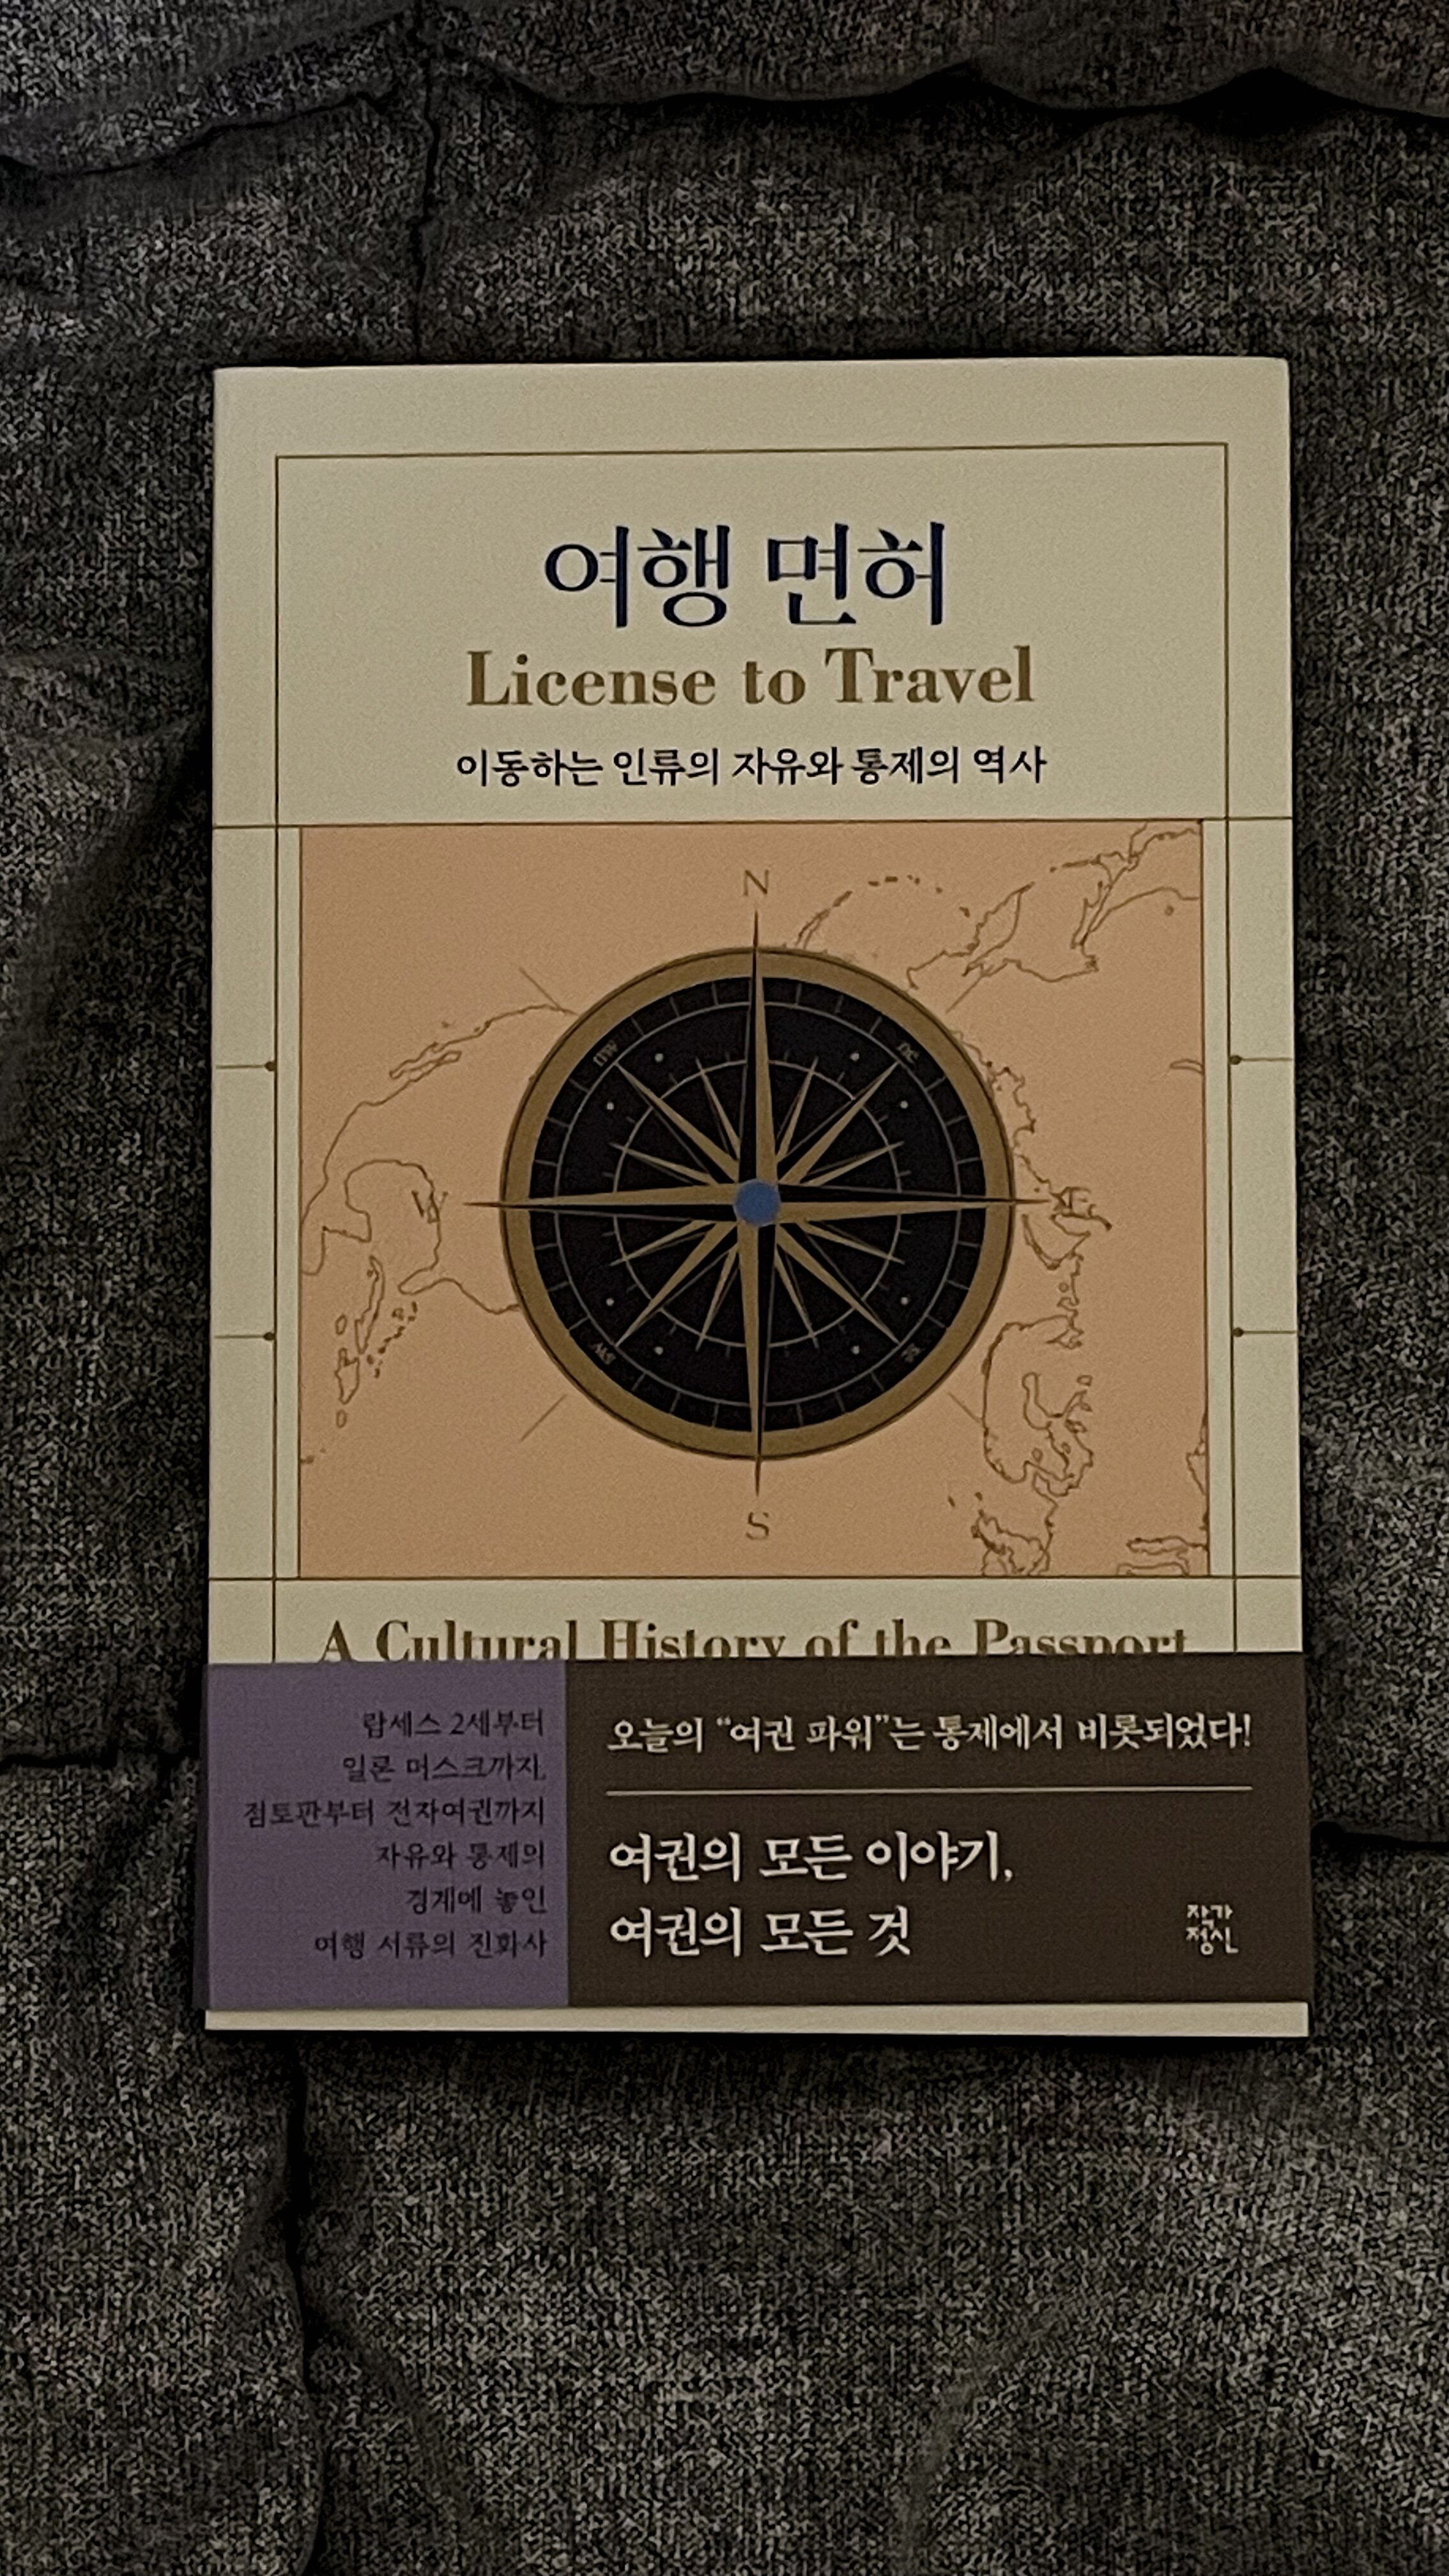 여행 면허
License to Travel
이동하는 인류의 자유와 통제의 역사
N
W
S
A Cultural History of the Passport
람세스 2세부터
일론 머스크까지,
점토판부터 전자여권까지
자유와 통제의
경계에 놓인
여행 서류의 진화사
오늘의 “여권 파워”는 통제에서 비롯되었다!
여권의 모든 이야기,
여권의 모든 것
작가
정신